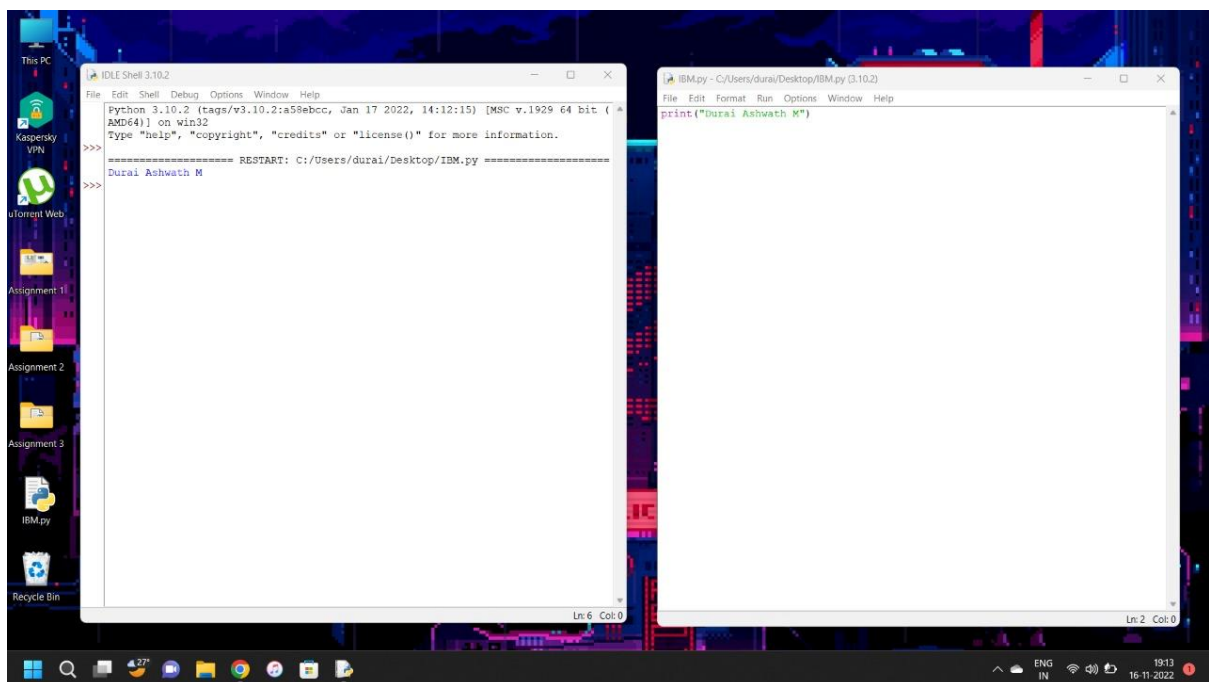 This PC
Kaspersky
VPN
uTorrent Web
Assignment 1
Assignment 2
Assignment 3
IBM.py
Recycle Bin
IDLE Shell 3.10.2
File Edit Shell Debug Options Window Help
Python 3.10.2 (tags/v3.10.2:a58ebcc, Jan 17 2022, 14:12:15) [MSC v.1929 64 bit (
AMD64)] on win32
Type "help", "copyright", "credits" or "license()" for more information.
>>>
==================== RESTART: C:/Users/durai/Desktop/IBM.py ====================
Durai Ashwath M
>>>
Ln: 6 Col: 0
IBM.py - C:/Users/durai/Desktop/IBM.py (3.10.2)
File Edit Format Run Options Window Help
print("Durai Ashwath M")
Ln: 2 Col: 0
27°
ENG
IN
19:13
16-11-2022
1